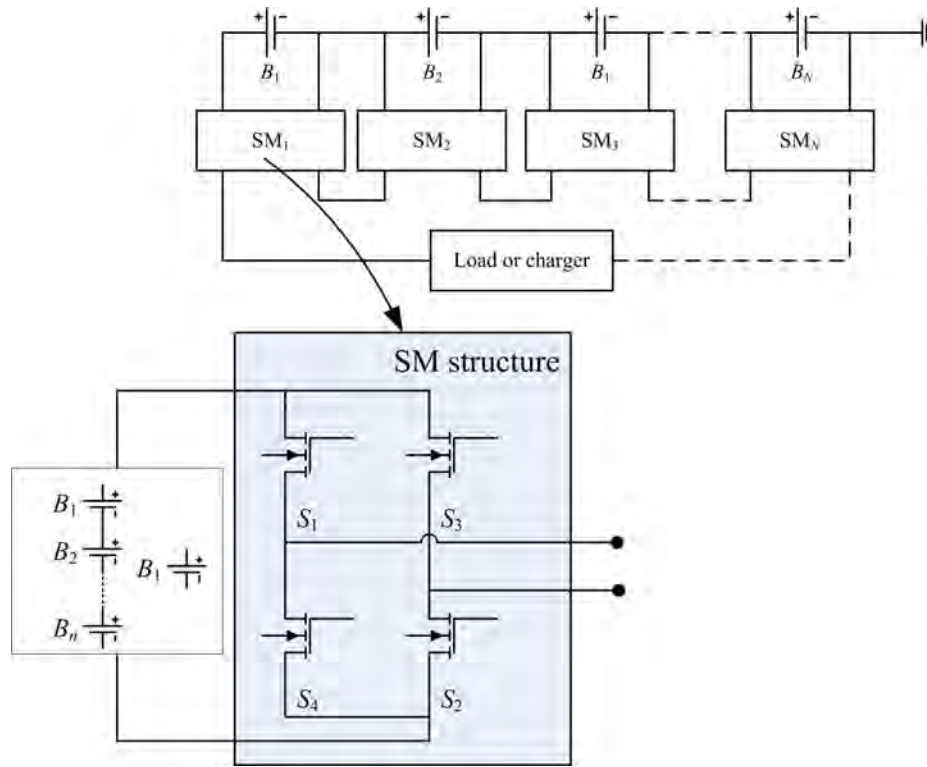 + − + − + − + −
B1 B2 B1 BN
SM1 SM2 SM3 SMN
Load or charger
SM structure
B1
B2
B1
Bn
S1 S3
S4 S2